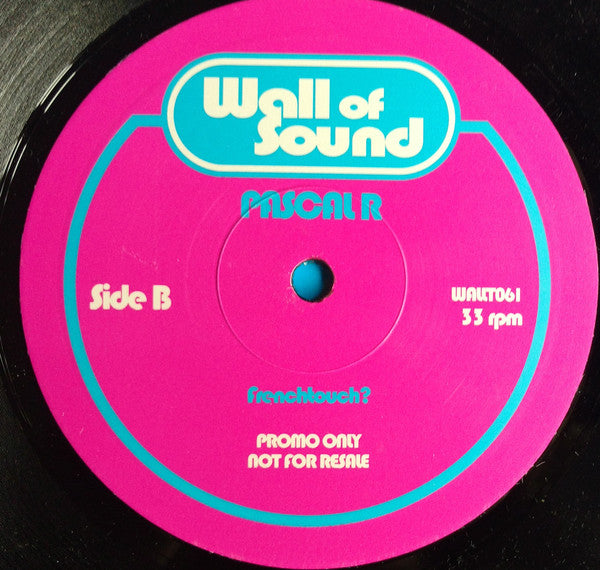 Wall of
Sound
PASCAL R
Side B
WALLT061
33 rpm
Frenchtouch?
PROMO ONLY
NOT FOR RESALE